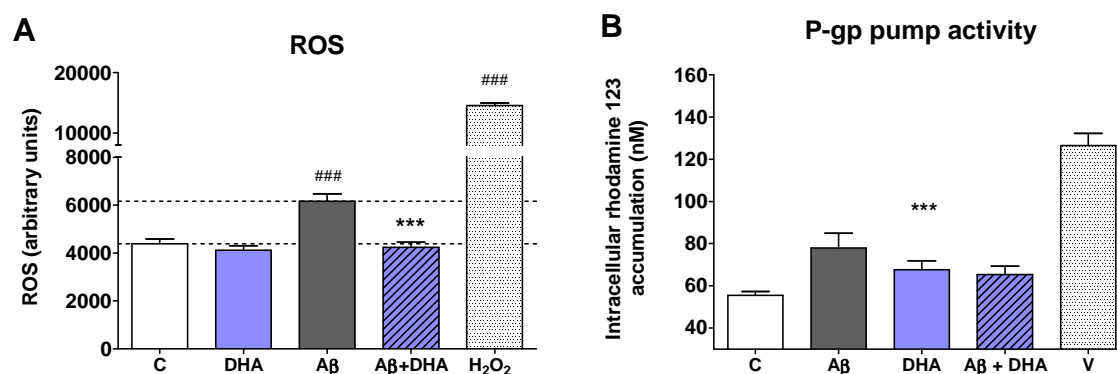 A
ROS
ROS (arbitrary units)
20000
10000
8000
6000
4000
2000
0
###
###
***
C
DHA
Aβ
Aβ+DHA
H₂O₂
B
P-gp pump activity
Intracellular rhodamine 123
accumulation (nM)
160
140
120
100
80
60
40
***
C
Aβ
DHA
Aβ + DHA
V